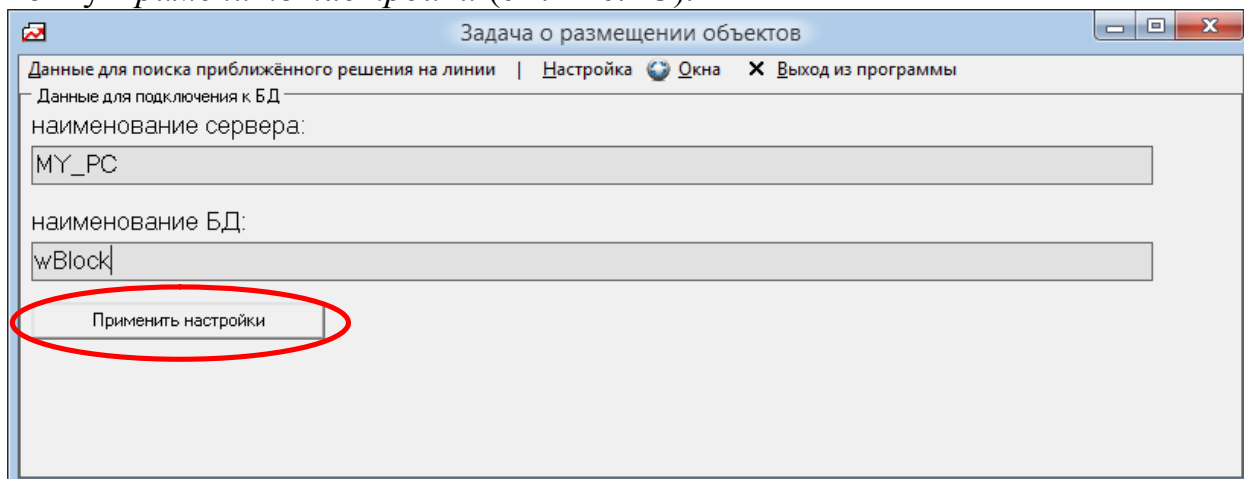 Задача о размещении объектов
Данные для поиска приближённого решения на линии | Настройка Окна Выход из программы
Данные для подключения к БД
наименование сервера:
MY_PC
наименование БД:
wBlock
Применить настройки